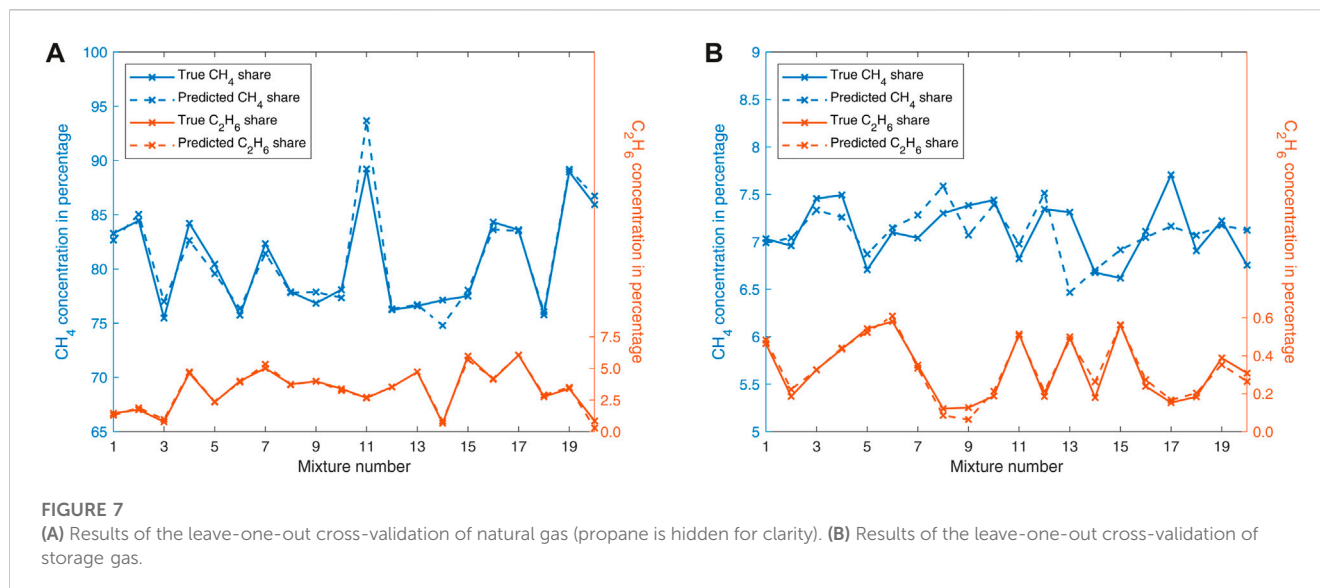 A
B
100
95
90
85
80
75
70
65
CH4 concentration in percentage
True CH4 share
Predicted CH4 share
True C2H6 share
Predicted C2H6 share
7.5
5.0
2.5
0.0
C2H6 concentration in percentage
1 3 5 7 9 11 13 15 17 19
Mixture number
9
8.5
8
7.5
7
6.5
6
5.5
5
CH4 concentration in percentage
True CH4 share
Predicted CH4 share
True C2H6 share
Predicted C2H6 share
0.6
0.4
0.2
0.0
C2H6 concentration in percentage
1 3 5 7 9 11 13 15 17 19
Mixture number
FIGURE 7
(A) Results of the leave-one-out cross-validation of natural gas (propane is hidden for clarity). (B) Results of the leave-one-out cross-validation of
storage gas.